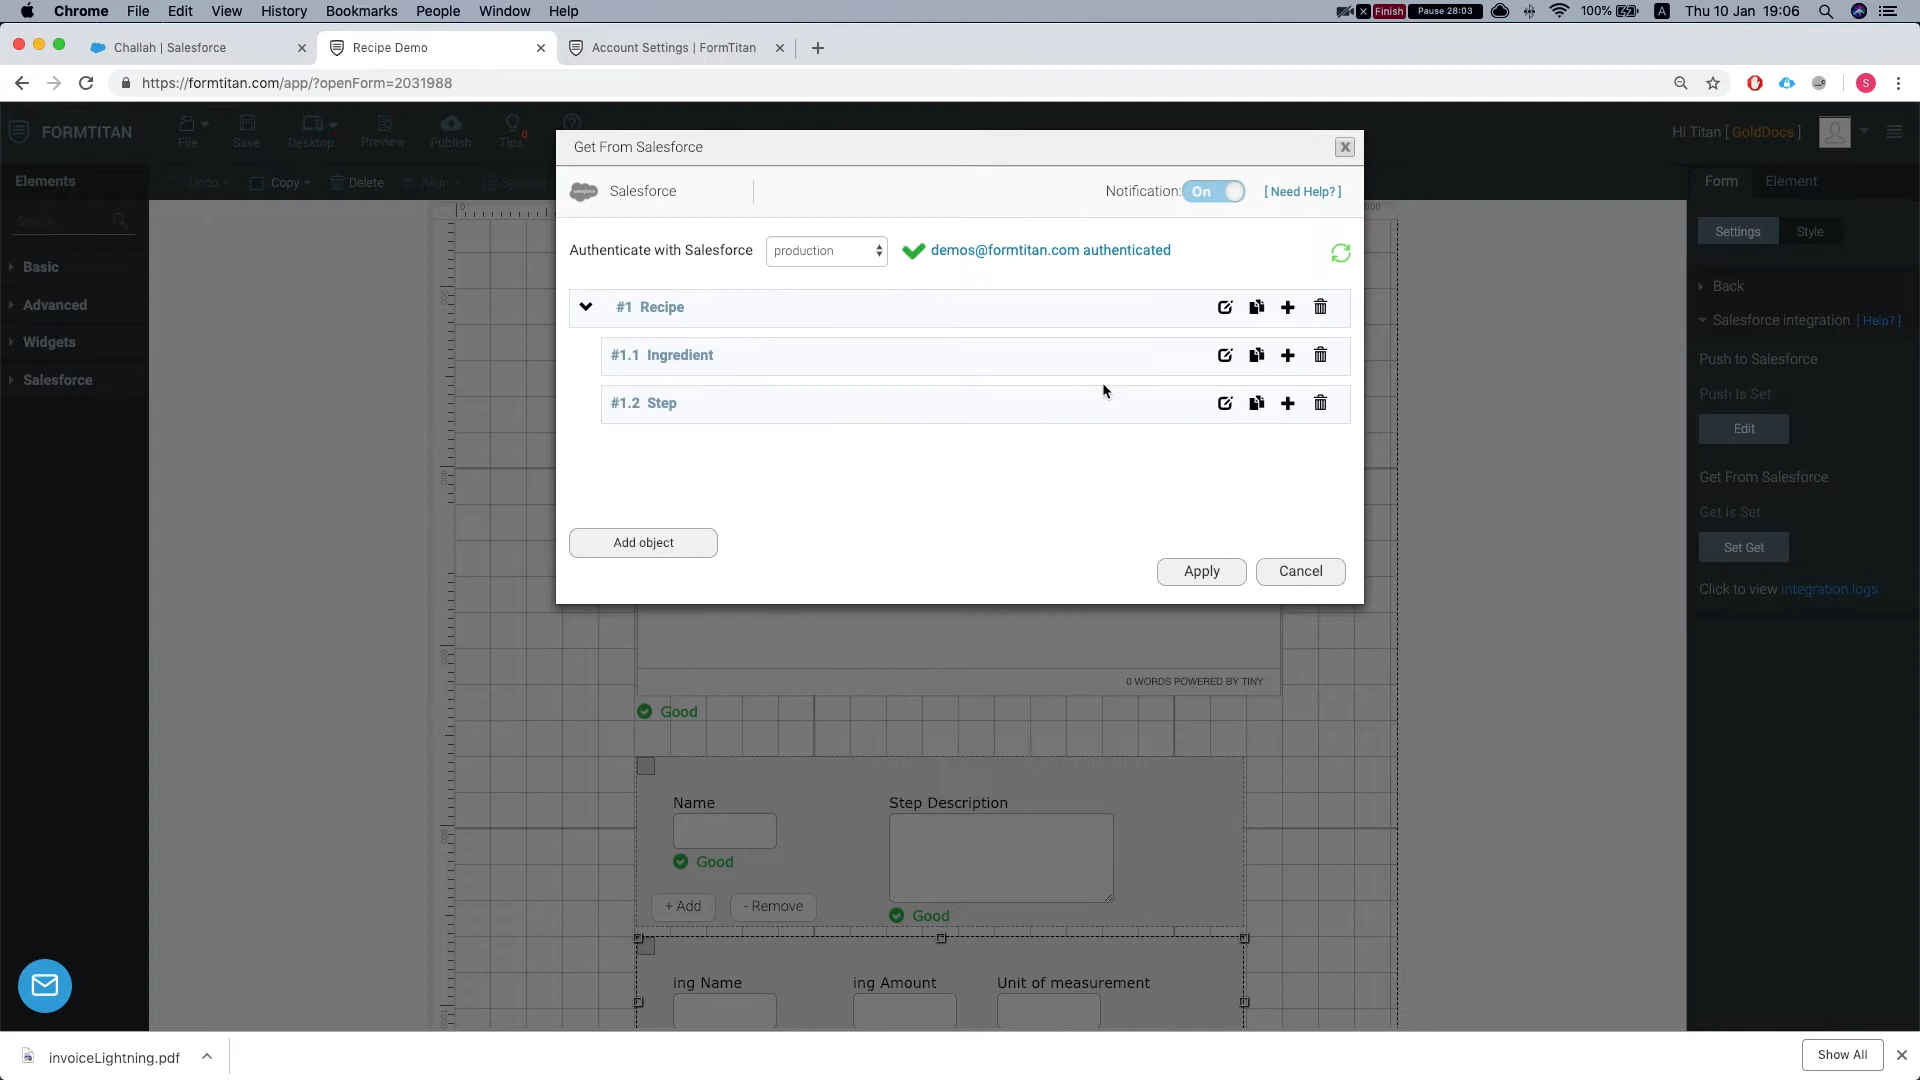 Chrome File Edit View History Bookmarks People Window Help
Finish Pause 28:03 100% A Thu 10 Jan 19:06
Challah | Salesforce
Recipe Demo
Account Settings | FormTitan
https://formtitan.com/app/?openForm=2031988
S
FORMTITAN
File
Save
Desktop
Preview
Publish
Tips
0
Hi Titan [ GoldDocs ]
Undo
Copy
Delete
Align
Spacing
Elements
Search...
Basic
Advanced
Widgets
Salesforce
Get From Salesforce
X
Salesforce
Notification: On [ Need Help? ]
Authenticate with Salesforce production demos@formtitan.com authenticated
#1 Recipe
#1.1 Ingredient
#1.2 Step
Add object
Apply Cancel
0 WORDS POWERED BY TINY
Good
Name
Step Description
Good
+ Add - Remove
Good
ing Name
ing Amount
Unit of measurement
Form Element
Settings Style
Back
Salesforce integration [ Help? ]
Push to Salesforce
Push Is Set
Edit
Get From Salesforce
Get Is Set
Set Get
Click to view integration logs
invoiceLightning.pdf
Show All